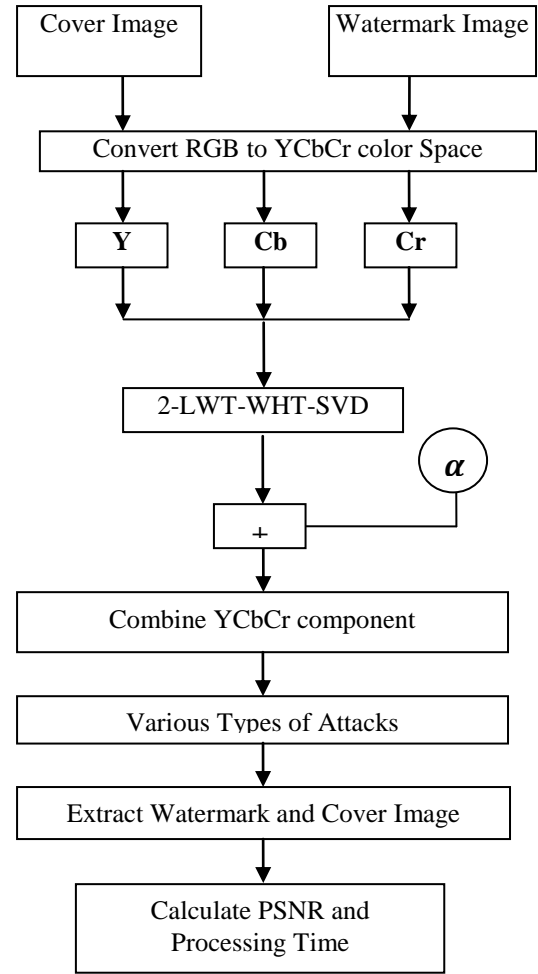 Cover Image
Watermark Image
Convert RGB to YCbCr color Space
Y
Cb
Cr
2-LWT-WHT-SVD
α
+
Combine YCbCr component
Various Types of Attacks
Extract Watermark and Cover Image
Calculate PSNR and
Processing Time